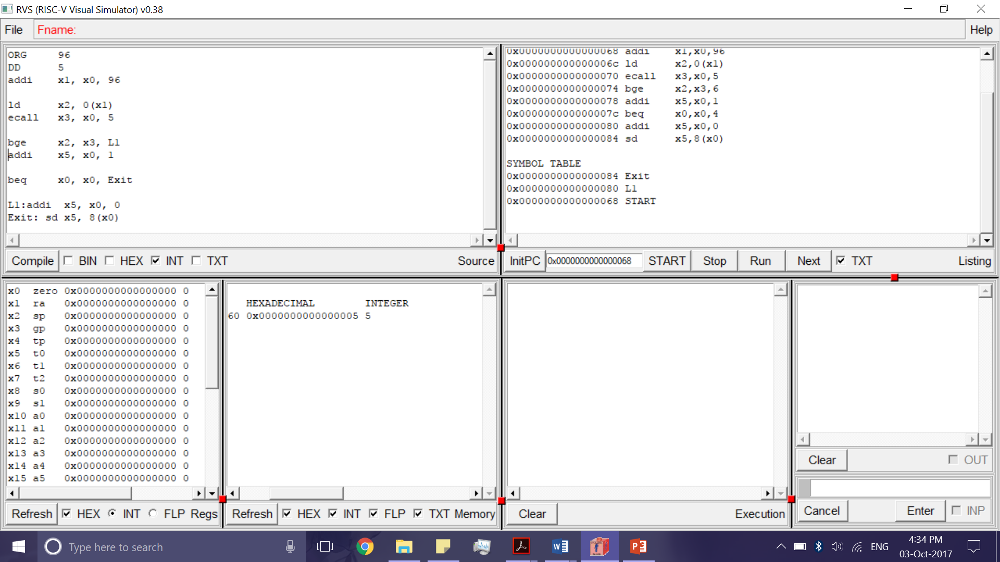 RVS (RISC-V Visual Simulator) v0.38
File Fname: Help
ORG 96
DD 5
addi x1, x0, 96
ld x2, 0(x1)
ecall x3, x0, 5
bge x2, x3, L1
addi x5, x0, 1
beq x0, x0, Exit
L1:addi x5, x0, 0
Exit: sd x5, 8(x0)
Compile BIN HEX INT TXT Source
0x0000000000000068 addi x1,x0,96
0x000000000000006c ld x2,0(x1)
0x0000000000000070 ecall x3,x0,5
0x0000000000000074 bge x2,x3,6
0x0000000000000078 addi x5,x0,1
0x000000000000007c beq x0,x0,4
0x0000000000000080 addi x5,x0,0
0x0000000000000084 sd x5,8(x0)
SYMBOL TABLE
0x0000000000000084 Exit
0x0000000000000080 L1
0x0000000000000068 START
InitPC 0x0000000000000068 START Stop Run Next TXT Listing
x0 zero 0x0000000000000000 0
x1 ra 0x0000000000000000 0
x2 sp 0x0000000000000000 0
x3 gp 0x0000000000000000 0
x4 tp 0x0000000000000000 0
x5 t0 0x0000000000000000 0
x6 t1 0x0000000000000000 0
x7 t2 0x0000000000000000 0
x8 s0 0x0000000000000000 0
x9 s1 0x0000000000000000 0
x10 a0 0x0000000000000000 0
x11 a1 0x0000000000000000 0
x12 a2 0x0000000000000000 0
x13 a3 0x0000000000000000 0
x14 a4 0x0000000000000000 0
x15 a5 0x0000000000000000 0
Refresh HEX INT FLP Regs
HEXADECIMAL INTEGER
60 0x0000000000000005 5
Refresh HEX INT FLP TXT Memory
Clear Execution
Clear OUT
Cancel Enter INP
Type here to search
ENG
4:34 PM
03-Oct-2017